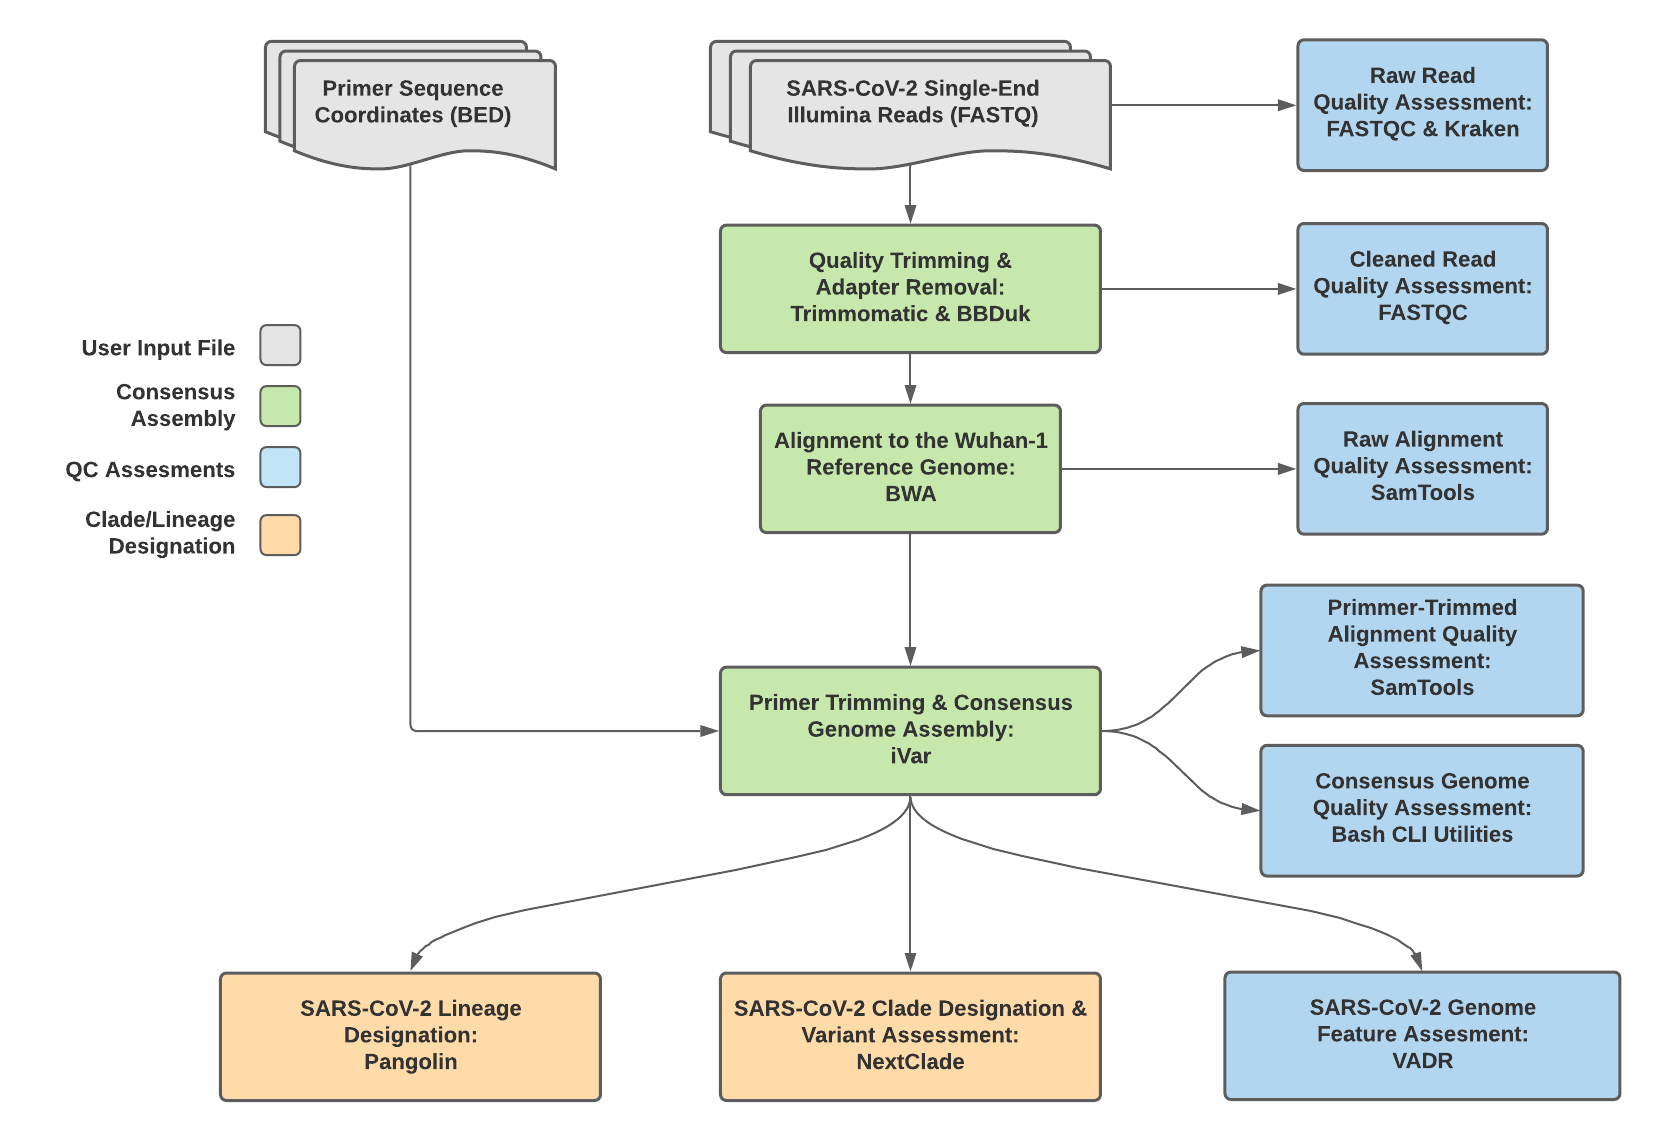 Primer Sequence
Coordinates (BED)
SARS-CoV-2 Single-End
Illumina Reads (FASTQ)
Raw Read
Quality Assessment:
FASTQC & Kraken
Quality Trimming &
Adapter Removal:
Trimmomatic & BBDuk
Cleaned Read
Quality Assessment:
FASTQC
User Input File
Consensus
Assembly
QC Assesments
Clade/Lineage
Designation
Alignment to the Wuhan-1
Reference Genome:
BWA
Raw Alignment
Quality Assessment:
SamTools
Primmer-Trimmed
Alignment Quality
Assessment:
SamTools
Primer Trimming & Consensus
Genome Assembly:
iVar
Consensus Genome
Quality Assessment:
Bash CLI Utilities
SARS-CoV-2 Lineage
Designation:
Pangolin
SARS-CoV-2 Clade Designation &
Variant Assessment:
NextClade
SARS-CoV-2 Genome
Feature Assesment:
VADR